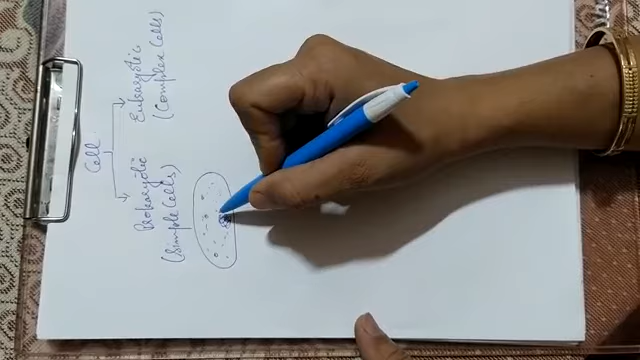 Cell
Prokaryotic
(Simple Cells)
Eukaryotic
(Complex Cells)